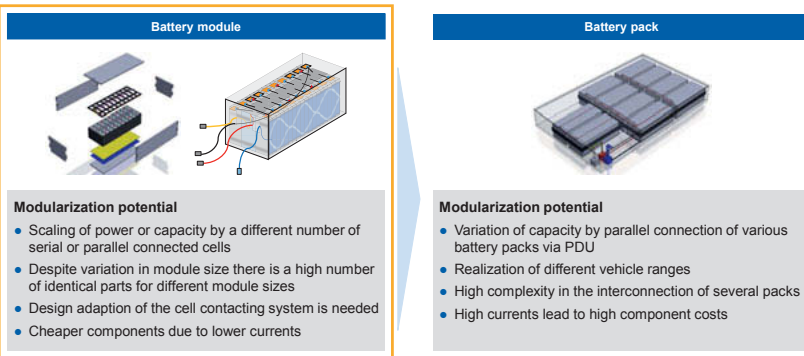 Battery module
Modularization potential
● Scaling of power or capacity by a different number of
serial or parallel connected cells
● Despite variation in module size there is a high number
of identical parts for different module sizes
● Design adaption of the cell contacting system is needed
● Cheaper components due to lower currents
Battery pack
Modularization potential
● Variation of capacity by parallel connection of various
battery packs via PDU
● Realization of different vehicle ranges
● High complexity in the interconnection of several packs
● High currents lead to high component costs